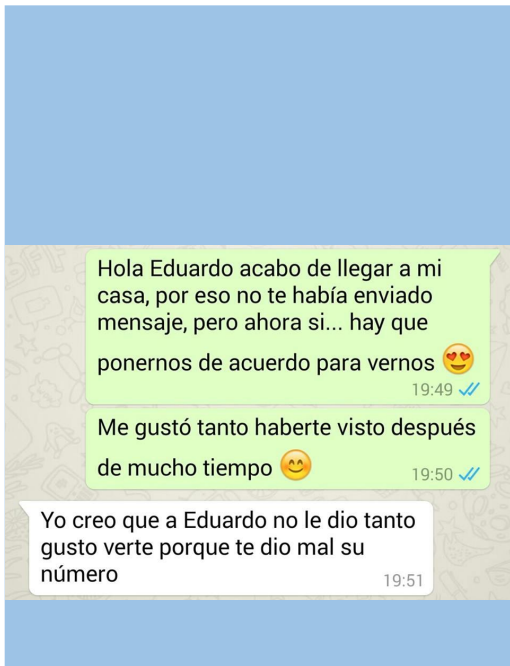 Hola Eduardo acabo de llegar a mi
casa, por eso no te había enviado
mensaje, pero ahora si... hay que
ponernos de acuerdo para vernos 😍
19:49
Me gustó tanto haberte visto después
de mucho tiempo 😊 19:50
Yo creo que a Eduardo no le dio tanto
gusto verte porque te dio mal su
número 19:51